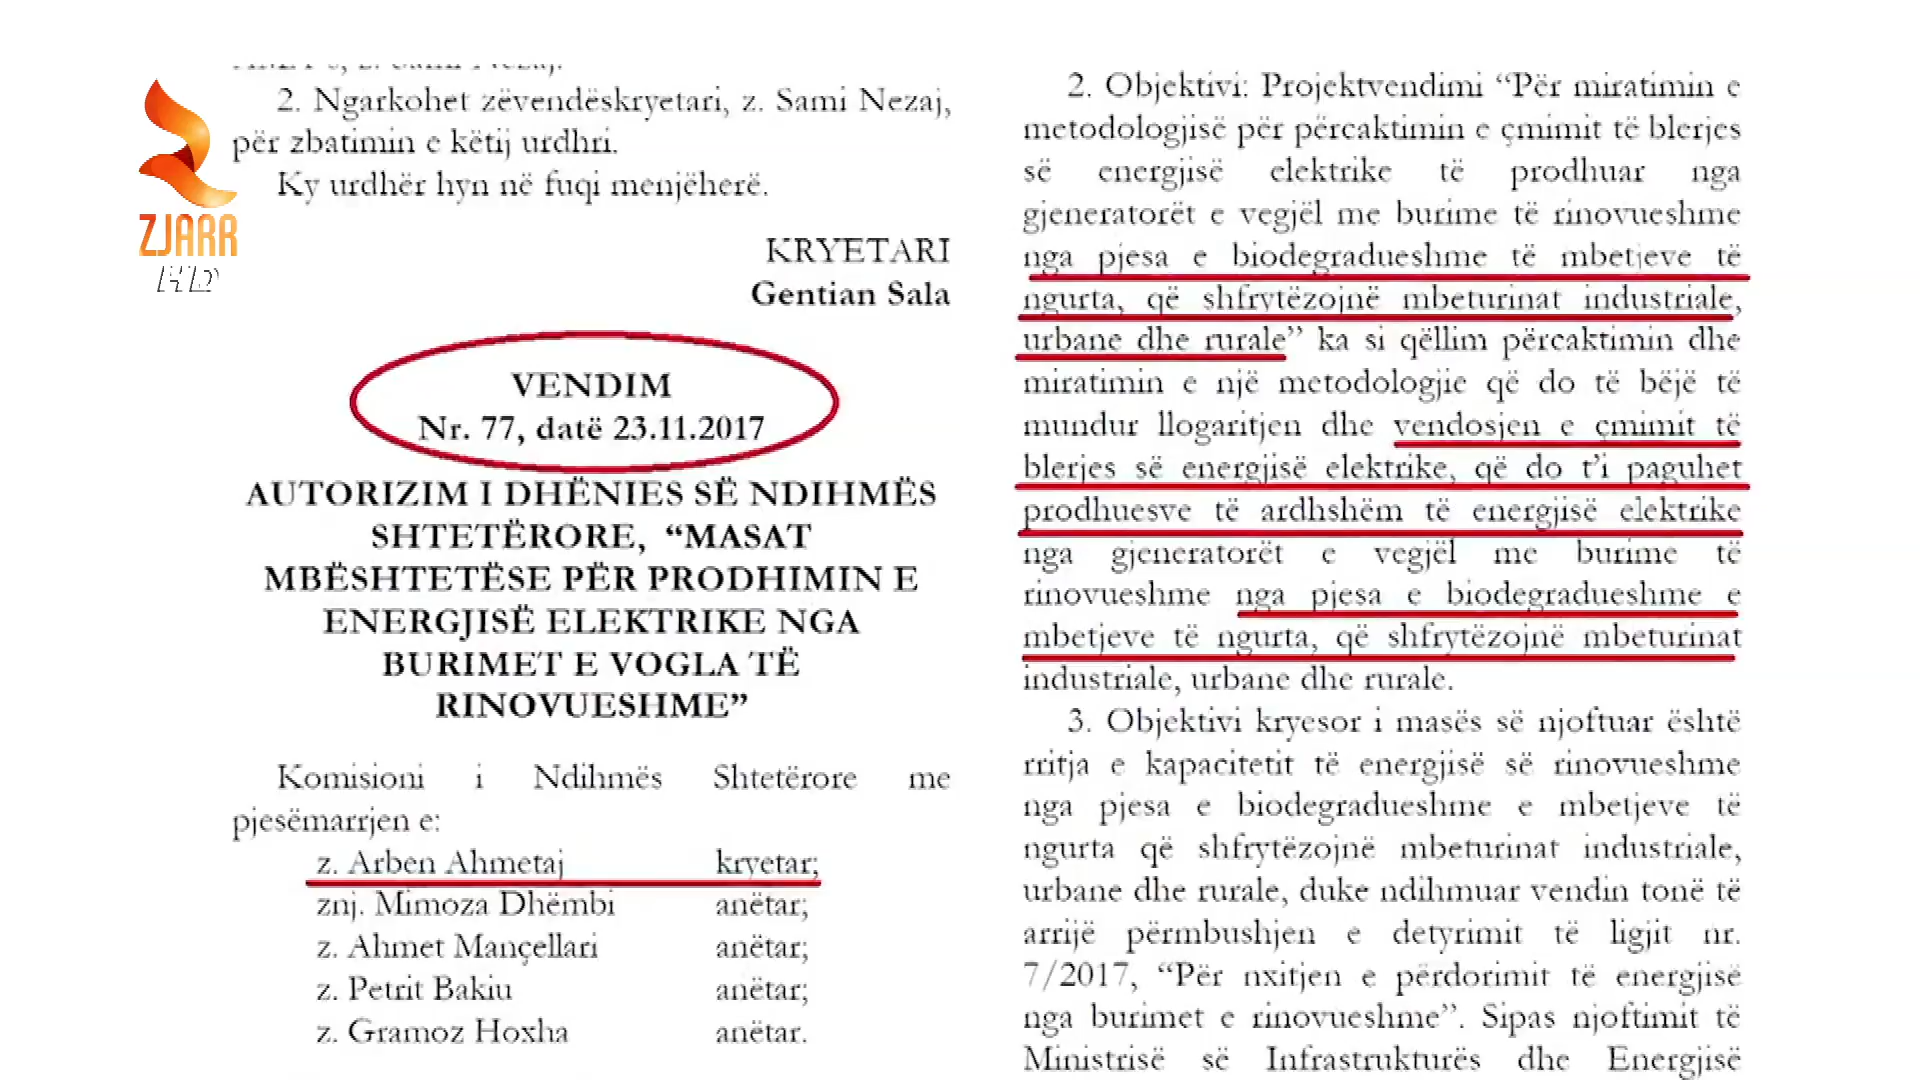 ZJARR
HD
2. Ngarkohet zëvendëskryetari, z. Sami Nezaj,
për zbatimin e këtij urdhri.
Ky urdhër hyn në fuqi menjëherë.
KRYETARI
Gentian Sala
VENDIM
Nr. 77, datë 23.11.2017
AUTORIZIM I DHËNIES SË NDIHMËS
SHTETËRORE, “MASAT
MBËSHTETËSE PËR PRODHIMIN E
ENERGJISË ELEKTRIKE NGA
BURIMET E VOGLA TË
RINOVUESHME”
Komisioni i Ndihmës Shtetërore me
pjesëmarrjen e:
z. Arben Ahmetaj kryetar;
znj. Mimoza Dhëmbi anëtar;
z. Ahmet Mançellari anëtar;
z. Petrit Bakiu anëtar;
z. Gramoz Hoxha anëtar.
2. Objektivi: Projektvendimi “Për miratimin e
metodologjisë për përcaktimin e çmimit të blerjes
së energjisë elektrike të prodhuar nga
gjeneratorët e vegjël me burime të rinovueshme
nga pjesa e biodegradueshme të mbetjeve të
ngurta, që shfrytëzojnë mbeturinat industriale,
urbane dhe rurale” ka si qëllim përcaktimin dhe
miratimin e një metodologjie që do të bëjë të
mundur llogaritjen dhe vendosjen e çmimit të
blerjes së energjisë elektrike, që do t’i paguhet
prodhuesve të ardhshëm të energjisë elektrike
nga gjeneratorët e vegjël me burime të
rinovueshme nga pjesa e biodegradueshme e
mbetjeve të ngurta, që shfrytëzojnë mbeturinat
industriale, urbane dhe rurale.
3. Objektivi kryesor i masës së njoftuar është
rritja e kapacitetit të energjisë së rinovueshme
nga pjesa e biodegradueshme e mbetjeve të
ngurta që shfrytëzojnë mbeturinat industriale,
urbane dhe rurale, duke ndihmuar vendin tonë të
arrijë përmbushjen e detyrimit të ligjit nr.
7/2017, “Për nxitjen e përdorimit të energjisë
nga burimet e rinovueshme”. Sipas njoftimit të
Ministrisë së Infrastrukturës dhe Energjisë